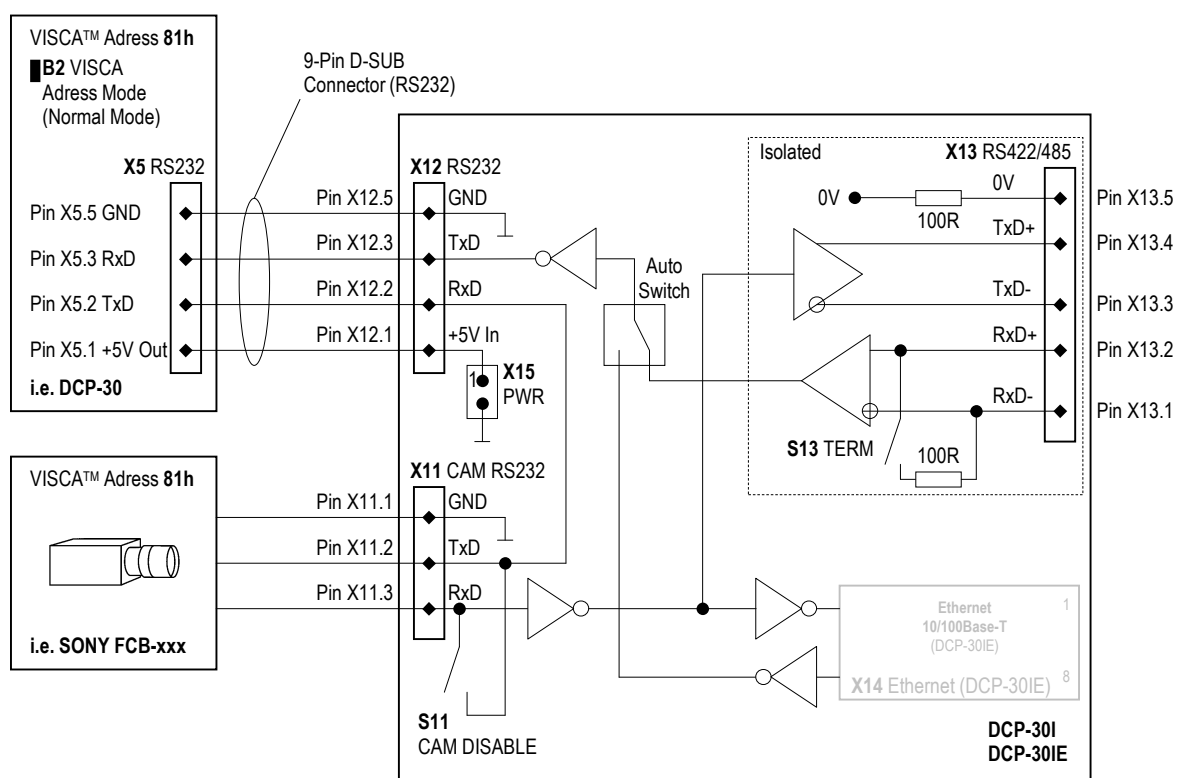 VISCA™ Adress 81h
B2 VISCA
Adress Mode
(Normal Mode)
X5 RS232
Pin X5.5 GND
Pin X5.3 RxD
Pin X5.2 TxD
Pin X5.1 +5V Out
i.e. DCP-30
9-Pin D-SUB
Connector (RS232)
Pin X12.5
Pin X12.3
Pin X12.2
Pin X12.1
X12 RS232
GND
TxD
RxD
+5V In
1
X15
PWR
Auto
Switch
Isolated
X13 RS422/485
0V
100R
0V
TxD+
TxD-
RxD+
RxD-
S13 TERM
100R
Pin X13.5
Pin X13.4
Pin X13.3
Pin X13.2
Pin X13.1
VISCA™ Adress 81h
i.e. SONY FCB-xxx
Pin X11.1
Pin X11.2
Pin X11.3
X11 CAM RS232
GND
TxD
RxD
S11
CAM DISABLE
Ethernet
10/100Base-T
(DCP-30IE)
1
X14 Ethernet (DCP-30IE)
8
DCP-30I
DCP-30IE